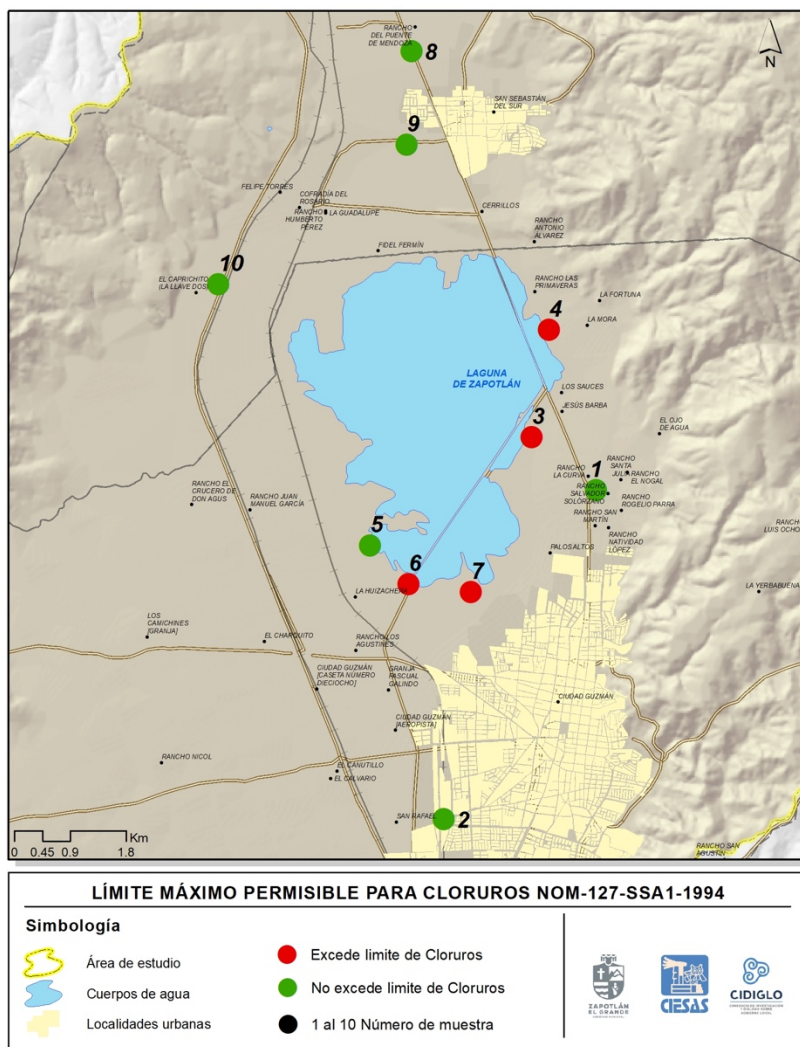 RANCHO
DEL PUENTE
DE MENDOZA
8
N
SAN SEBASTIÁN
DEL SUR
9
FELIPE TORRES
COFRADÍA DEL
ROSARIO
RANCHO
HUMBERTO
PÉREZ
LA GUADALUPE
CERRILLOS
RANCHO
ANTONIO
ÁLVAREZ
FIDEL FERMÍN
10
EL CAPRICHITO
(LA LLAVE DOS)
RANCHO LAS
PRIMAVERAS
LA FORTUNA
4
LA MORA
LAGUNA
DE ZAPOTLÁN
LOS SAUCES
JESÚS BARBA
3
EL OJO
DE AGUA
RANCHO
LA CURVA
1
RANCHO
SANTA
JULIA
RANCHO
EL NOGAL
RANCHO
SALVADOR
SOLORZANO
RANCHO
ROGELIO PARRA
RANCHO SAN
MARTÍN
RANCHO
NATIVIDAD
LÓPEZ
RANCHO
LUIS OCHO
RANCHO EL
CRUCERO DE
DON AGUS
RANCHO JUAN
MANUEL GARCÍA
5
PALOS ALTOS
6
7
LA HUIZACHERA
LA YERBABUENA
LOS
CAMICHINES
[GRANJA]
EL CHARQUITO
RANCHO LOS
AGUSTINES
CIUDAD GUZMÁN
[CASETA NÚMERO
DIECIOCHO]
GRANJA
PASCUAL
GALINDO
CIUDAD GUZMÁN
CIUDAD GUZMÁN
[AEROPISTA]
RANCHO NICOL
EL CANUTILLO
EL CALVARIO
SAN RAFAEL
2
RANCHO SAN
AGUSTÍN
Km
0 0.45 0.9 1.8
LÍMITE MÁXIMO PERMISIBLE PARA CLORUROS NOM-127-SSA1-1994
Simbología
Área de estudio
Cuerpos de agua
Localidades urbanas
Excede limite de Cloruros
No excede limite de Cloruros
1 al 10 Número de muestra
ZAPOTLÁN
EL GRANDE
CIESAS
CIDIGLO